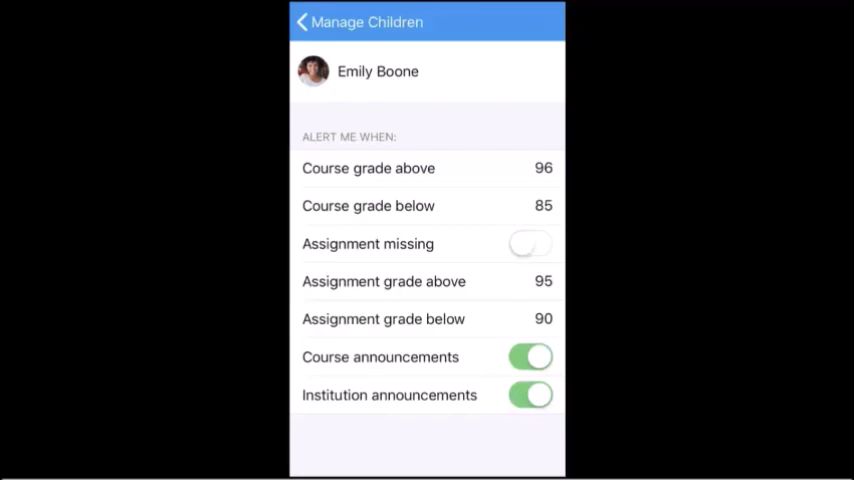 Manage Children
Emily Boone
ALERT ME WHEN:
Course grade above 96
Course grade below 85
Assignment missing
Assignment grade above 95
Assignment grade below 90
Course announcements
Institution announcements